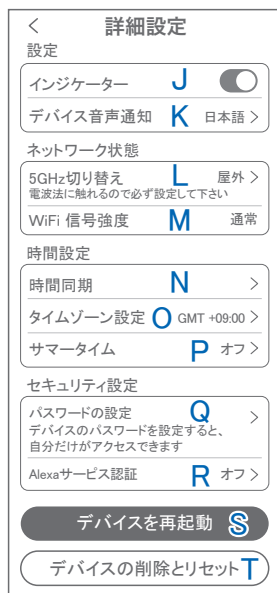 < 詳細設定
設定
インジケーター J
デバイス音声通知 K 日本語 >
ネットワーク状態
5GHz切り替え L 屋外 >
電波法に触れるので必ず設定して下さい
WiFi 信号強度 M 通常
時間設定
時間同期 N >
タイムゾーン設定 O GMT +09:00 >
サマータイム P オフ >
セキュリティ設定
パスワードの設定 Q >
デバイスのパスワードを設定すると、
自分だけがアクセスできます
Alexaサービス認証 R オフ >
デバイスを再起動 S
デバイスの削除とリセット T